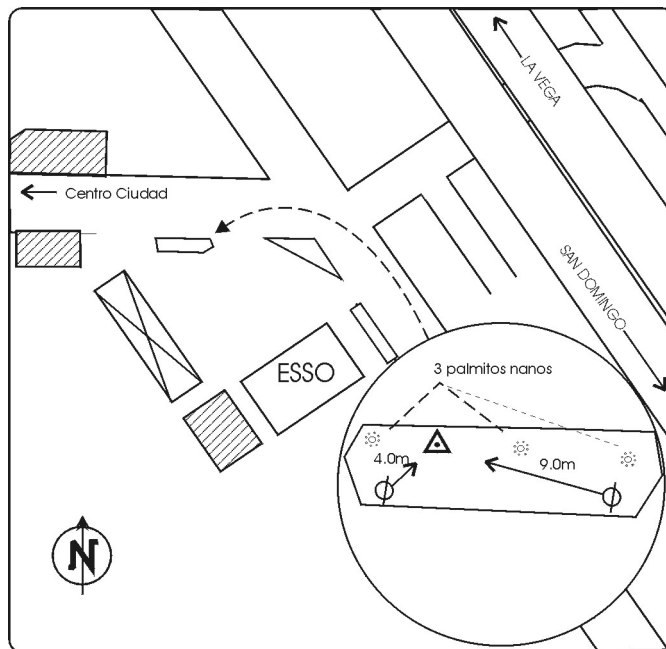 LA VEGA
Centro Ciudad
SAN DOMINGO
ESSO
3 palmitos nanos
4.0m
9.0m
N